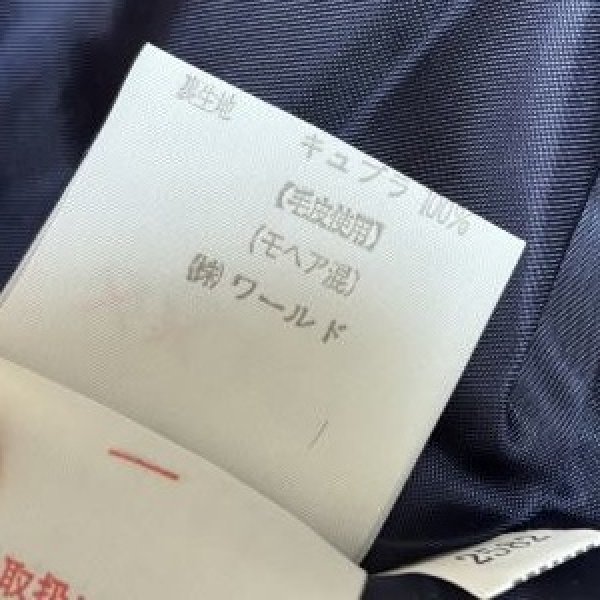 裏生地 キュプラ 100%
【毛皮使用】
(モヘア混)
(株)ワールド
取扱